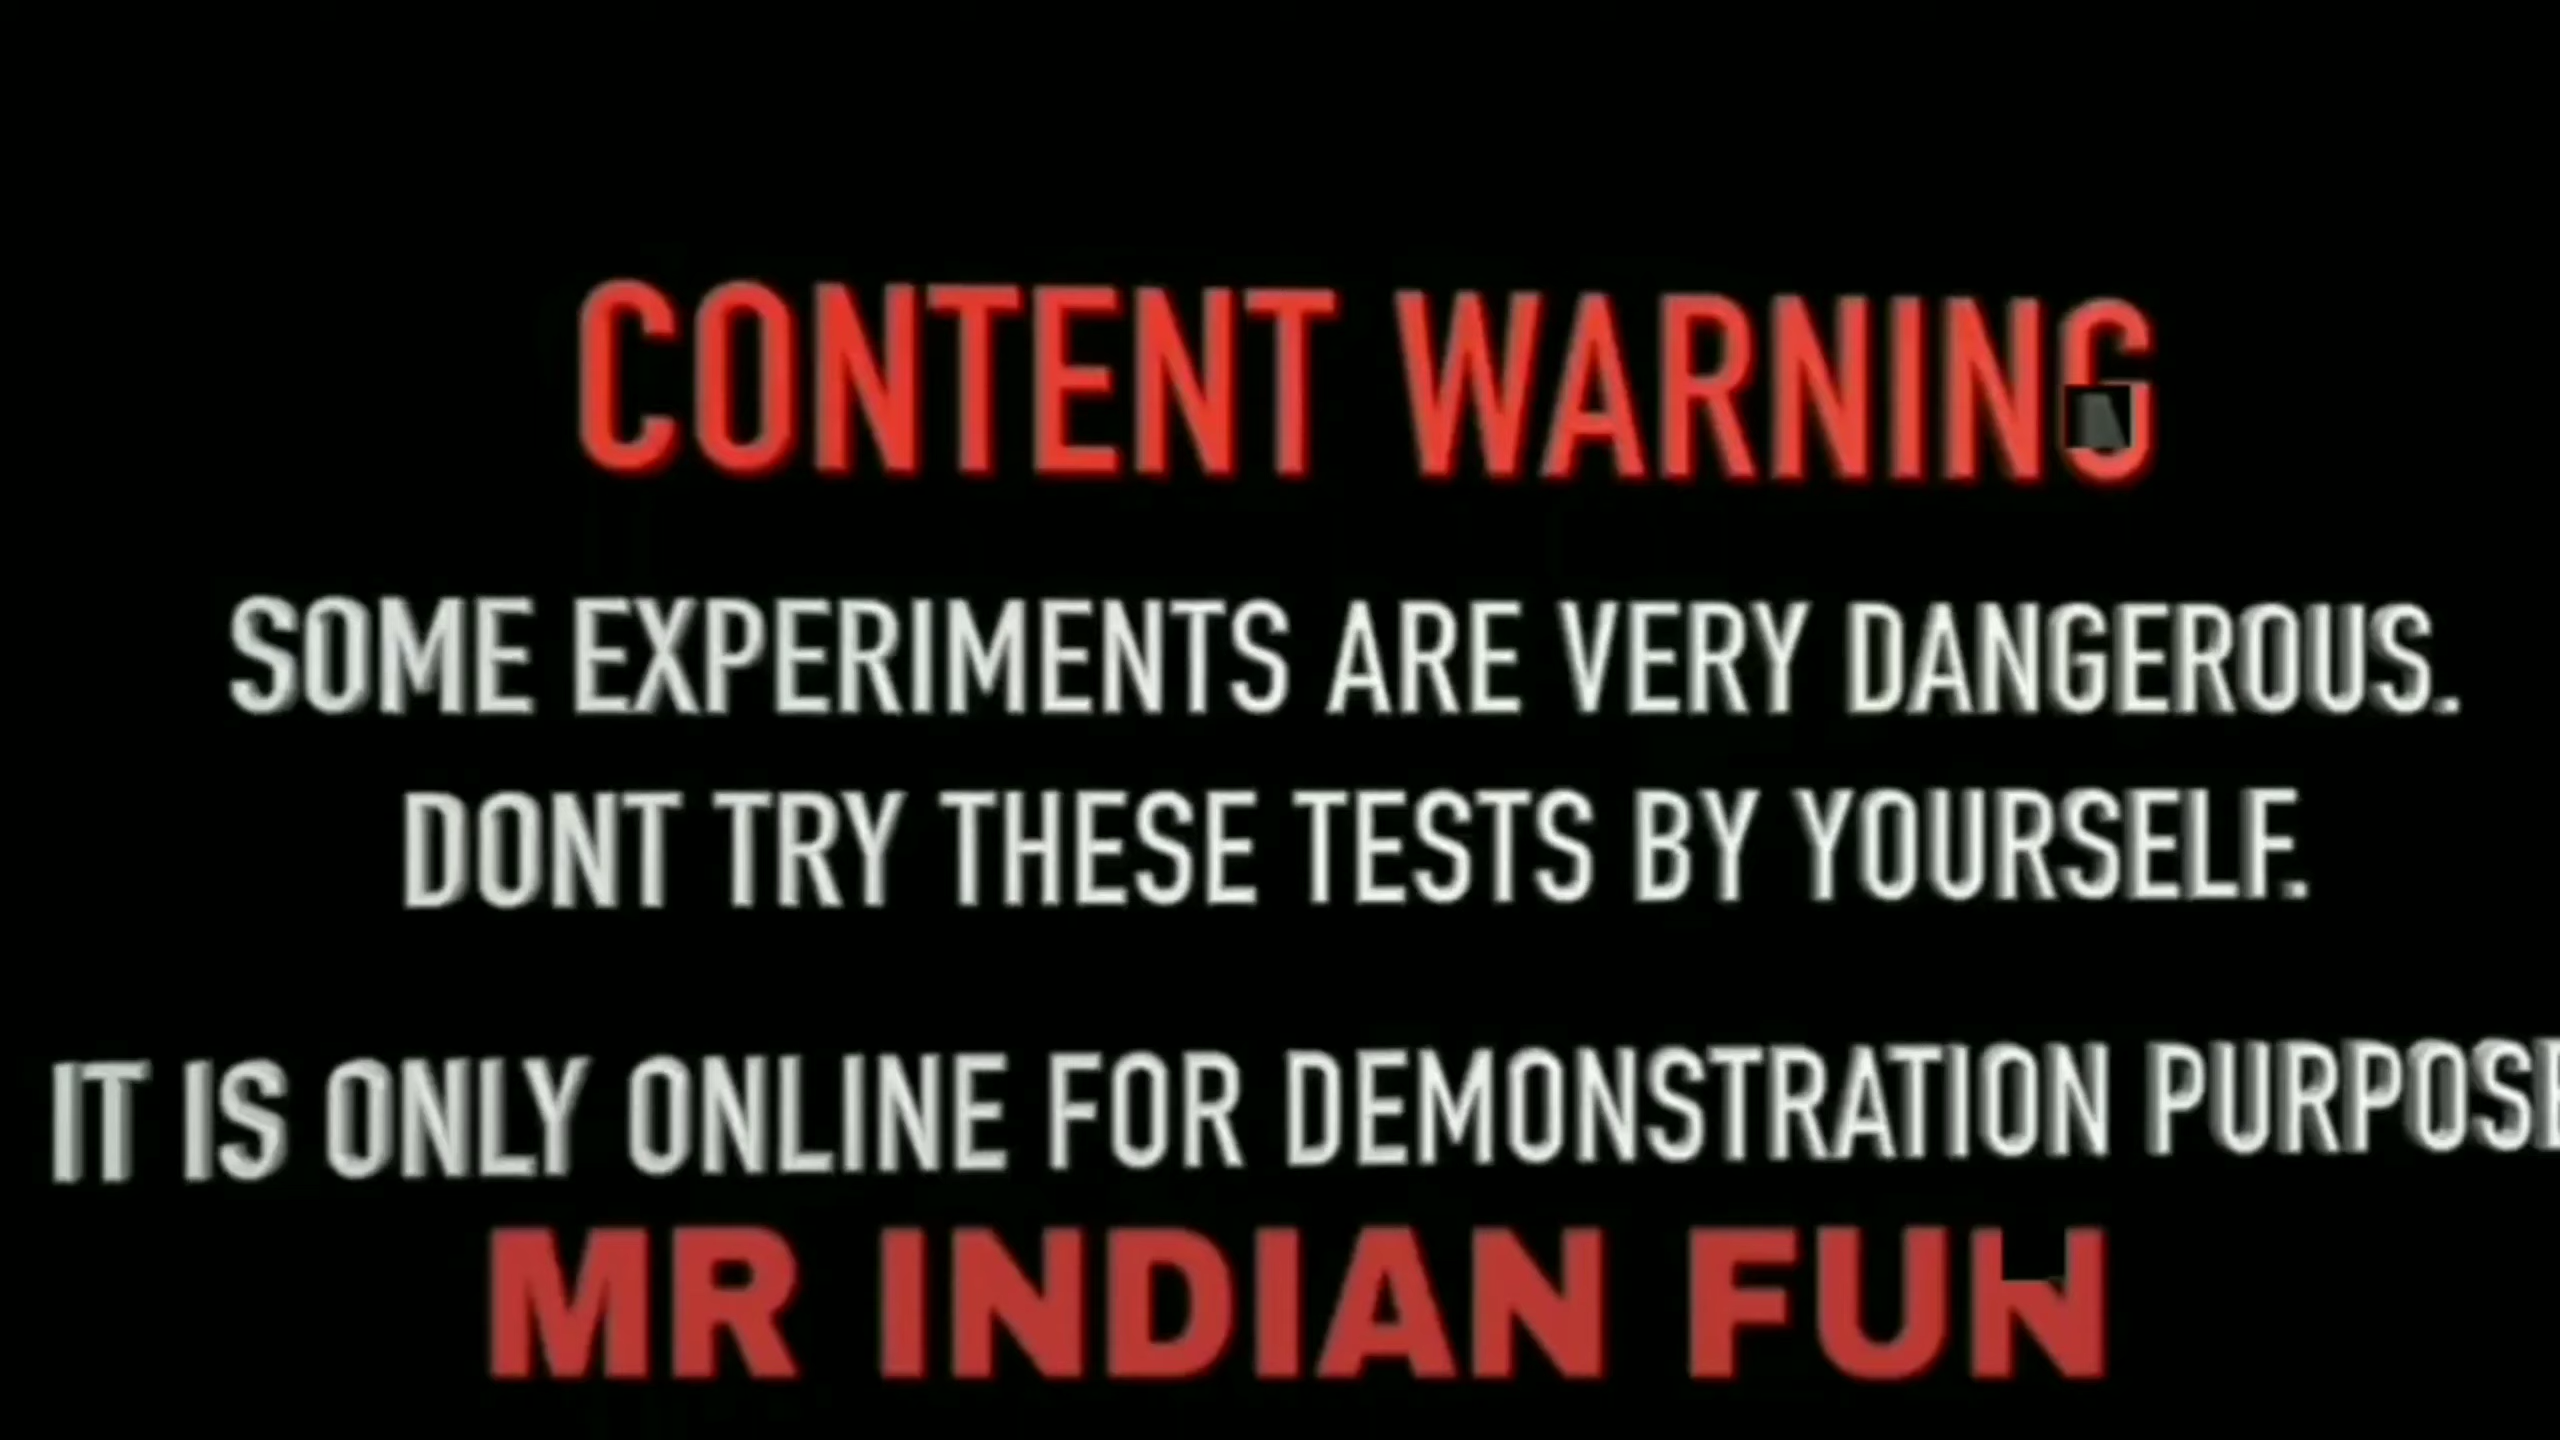 CONTENT WARNING
SOME EXPERIMENTS ARE VERY DANGEROUS.
DONT TRY THESE TESTS BY YOURSELF.
IT IS ONLY ONLINE FOR DEMONSTRATION PURPOSE
MR INDIAN FUN